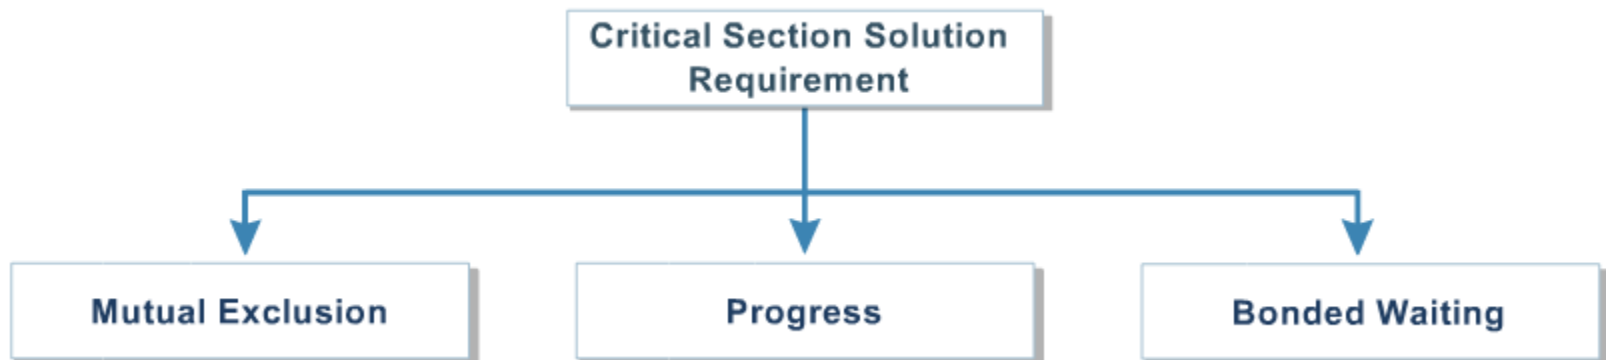 Critical Section Solution
Requirement
Mutual Exclusion
Progress
Bonded Waiting